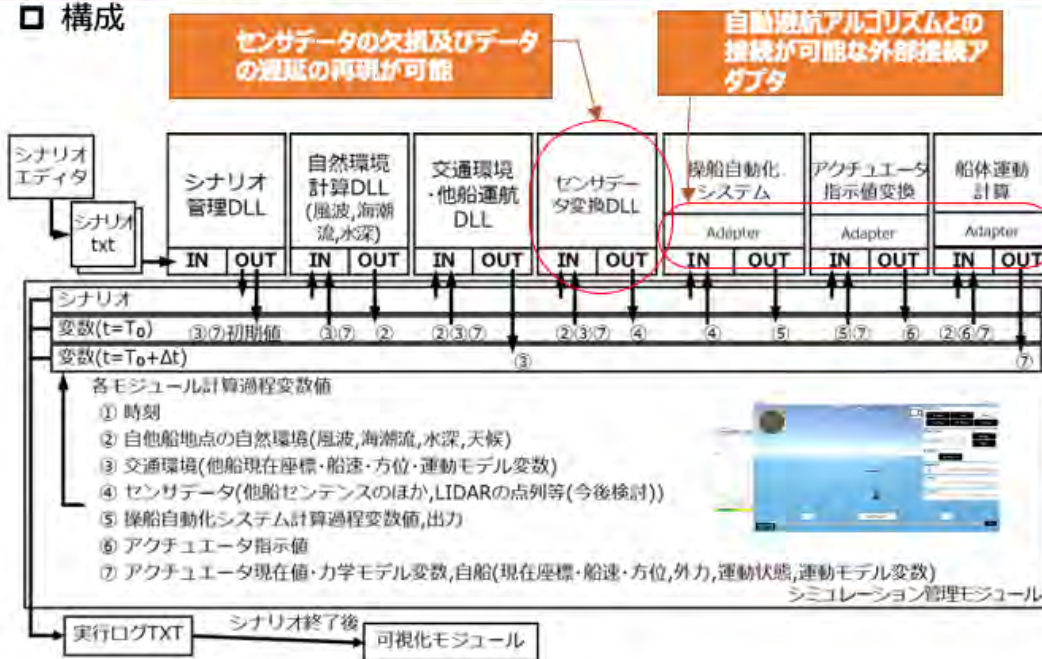 構成
センサデータの欠損及びデータ
の遅延の再現が可能
自動避航アルゴリズムとの
接続が可能な外部接続ア
ダプタ
シナリオ
エディタ
シナリオ
txt
シナリオ
管理DLL
自然環境
計算DLL
(風波,海潮
流,水深)
交通環境
・他船運航
DLL
センサデー
タ変換DLL
操船自動化
システム
アクチュエータ
指示値変換
船体運動
計算
Adapter
Adapter
Adapter
IN OUT IN OUT IN OUT IN OUT IN OUT IN OUT IN OUT
シナリオ
変数(t=T₀) ③⑦初期値 ③⑦ ② ②③⑦ ②③⑦ ④ ④ ⑤ ⑤⑦ ⑥ ②⑥⑦
変数(t=T₀+Δt) ③ ⑦
各モジュール計算過程変数値
① 時刻
② 自他船地点の自然環境(風波,海潮流,水深,天候)
③ 交通環境(他船現在座標・船速・方位・運動モデル変数)
④ センサデータ(他船センテンスのほか,LIDARの点列等(今後検討))
⑤ 操船自動化システム計算過程変数値,出力
⑥ アクチュエータ指示値
⑦ アクチュエータ現在値・力学モデル変数,自船(現在座標・船速・方位,外力,運動状態,運動モデル変数)
シミュレーション管理モジュール
実行ログTXT
シナリオ終了後
可視化モジュール